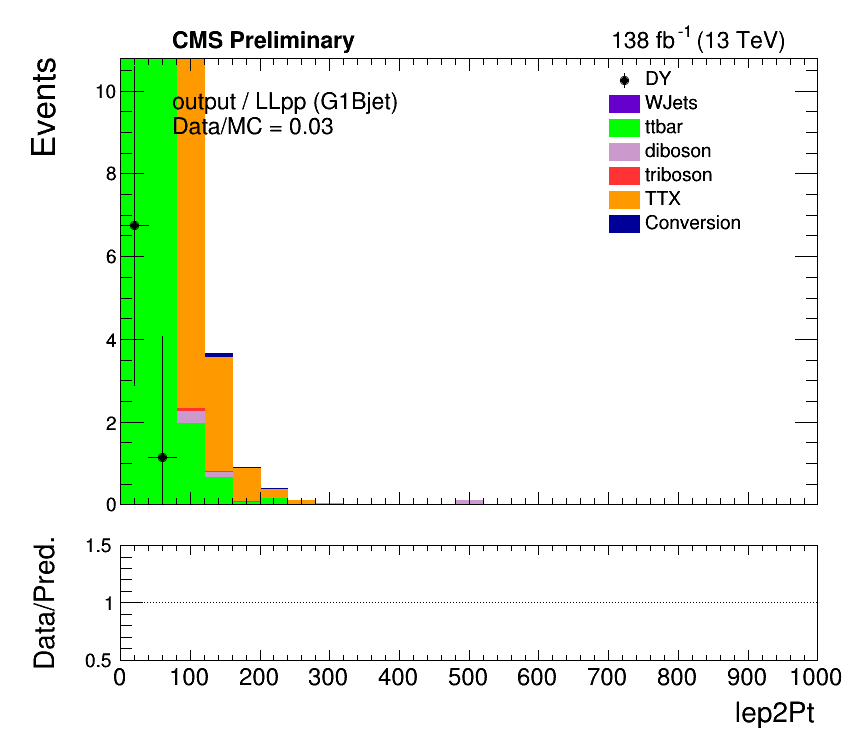 CMS Preliminary
138 fb-1 (13 TeV)
Events
output / LLpp (G1Bjet)
Data/MC = 0.03
DY
WJets
ttbar
diboson
triboson
TTX
Conversion
10
8
6
4
2
0
Data/Pred.
1.5
1
0.5
0 100 200 300 400 500 600 700 800 900 1000
lep2Pt